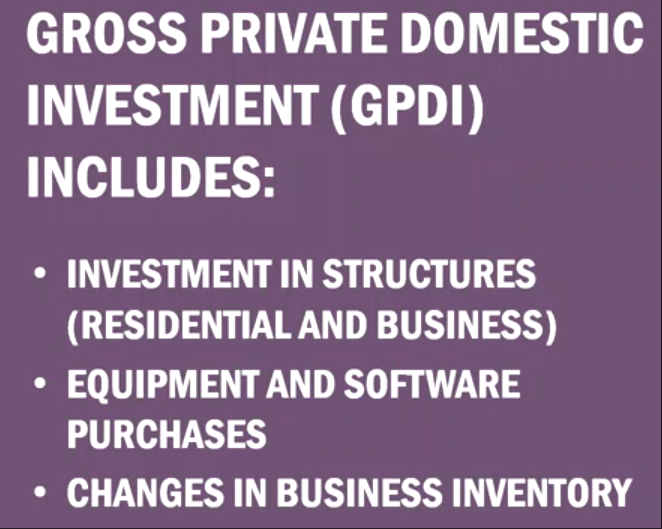 GROSS PRIVATE DOMESTIC
INVESTMENT (GPDI)
INCLUDES:
• INVESTMENT IN STRUCTURES
(RESIDENTIAL AND BUSINESS)
• EQUIPMENT AND SOFTWARE
PURCHASES
• CHANGES IN BUSINESS INVENTORY